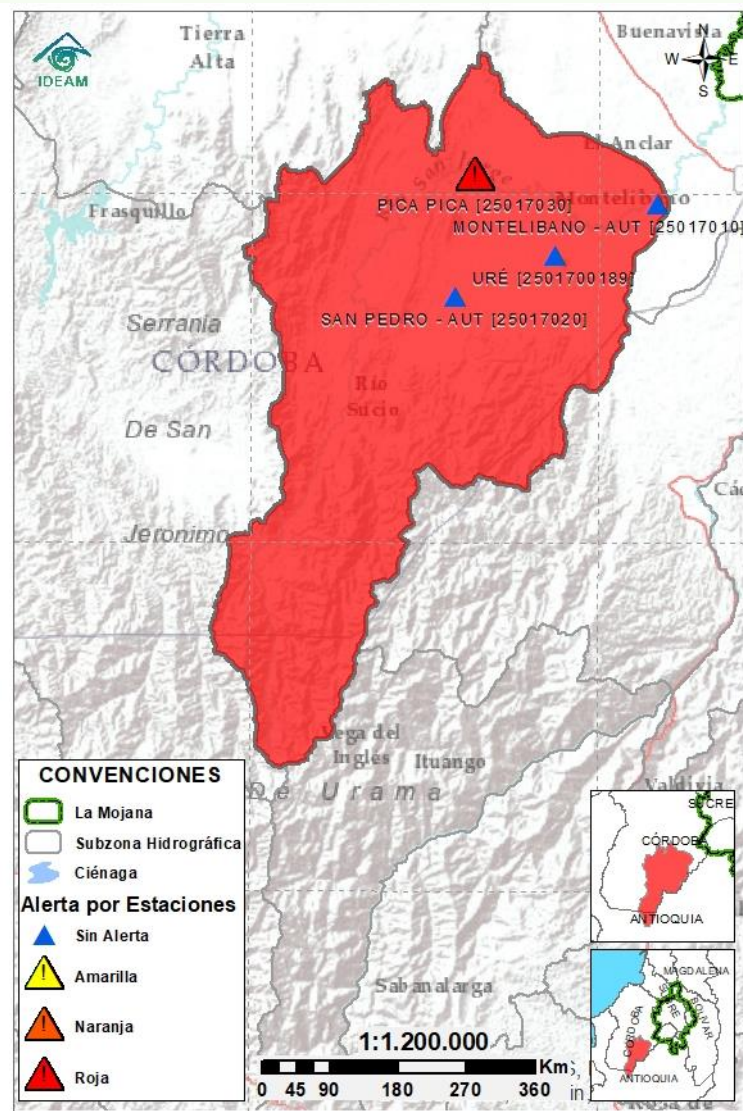 IDEAM
Tierra
Alta
Buenavista
N
W
E
S
El Anclar
Frasquillo
PICA PICA [25017030]
Montelibano
MONTELIBANO - AUT [25017010]
URÉ [2501700189]
SAN PEDRO - AUT [25017020]
Serrania
CÓRDOBA
Río
Sucio
De San
Jeronimo
Vega del
Ingles
Ituango
De Urama
Valdivia
Sabanalarga
CONVENCIONES
La Mojana
Subzona Hidrográfica
Ciénaga
Alerta por Estaciones
Sin Alerta
Amarilla
Naranja
Roja
1:1.200.000
Km
0 45 90 180 270 360
SUCRE
CÓRDOBA
ANTIOQUIA
MAGDALENA
SUCRE
BOLIVAR
CORDOBA
ANTIOQUIA